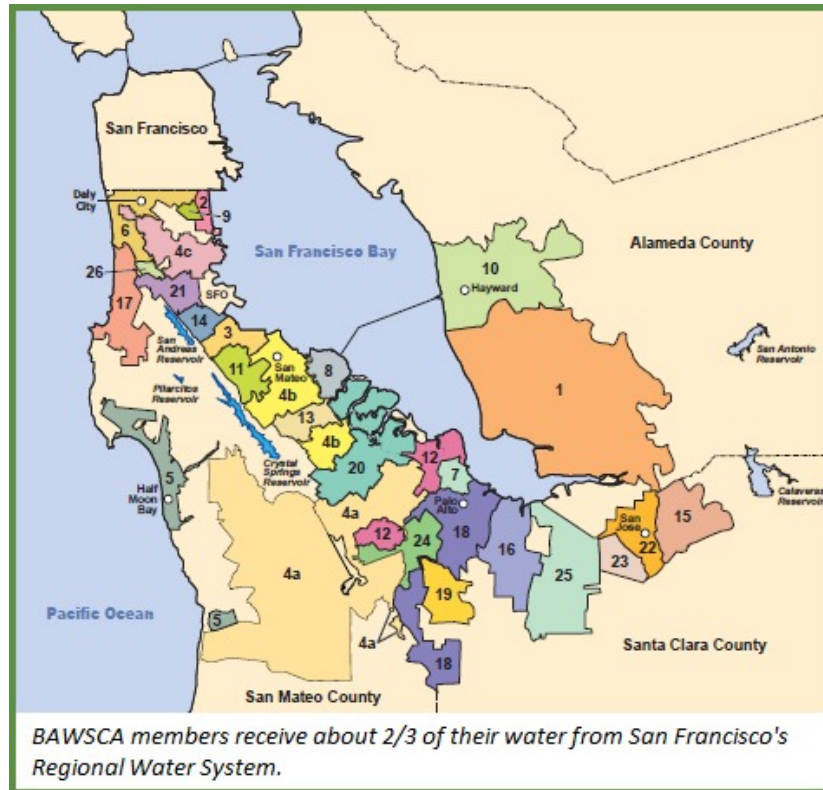 San Francisco
Daly
City
2
9
6
4c
San Francisco Bay
Alameda County
10
Hayward
26
21
SFO
17
14
3
San
Andreas
Reservoir
San
Mateo
8
11
4b
San Antonio
Reservoir
1
Pilarcitos
Reservoir
13
4b
Crystal
Springs
Reservoir
20
12
7
5
Half
Moon
Bay
Calaveras
Reservoir
4a
Palo
Alto
12
24
18
16
San
Jose
22
15
23
25
4a
19
Pacific Ocean
5
4a
18
Santa Clara County
San Mateo County
BAWSCA members receive about 2/3 of their water from San Francisco's
Regional Water System.